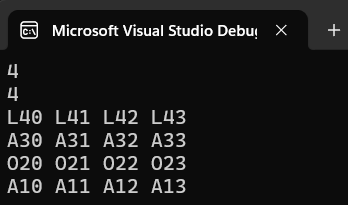 Microsoft Visual Studio Debug
4
4
L40 L41 L42 L43
A30 A31 A32 A33
O20 O21 O22 O23
A10 A11 A12 A13